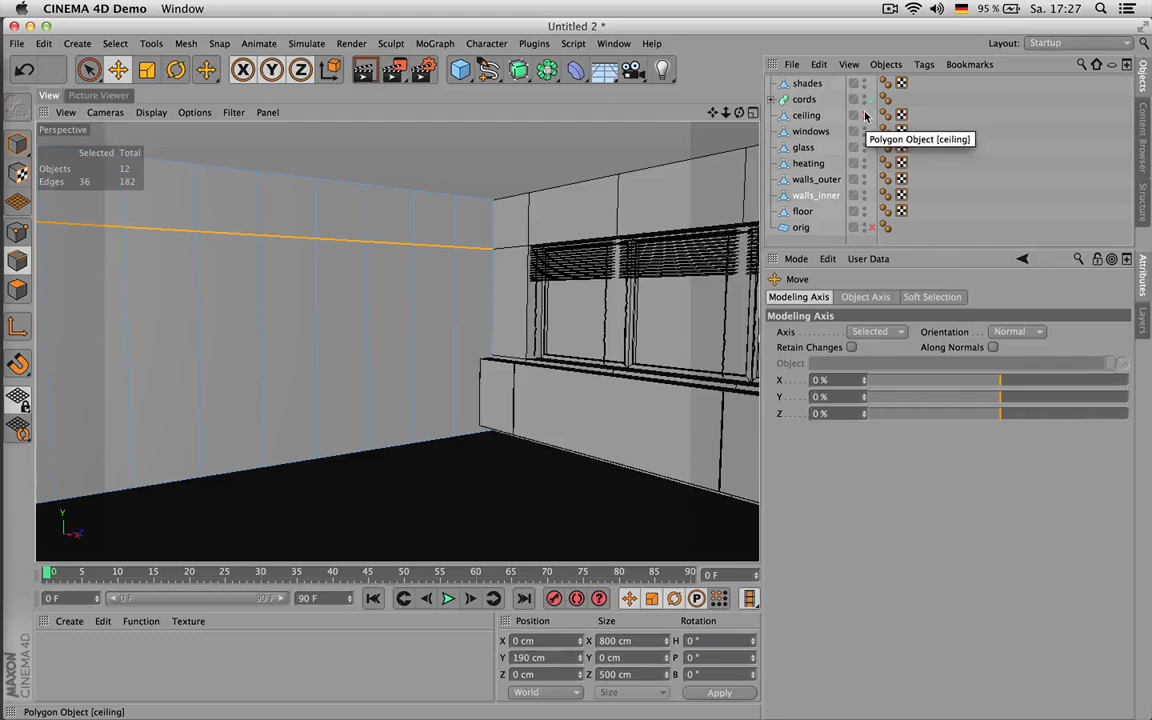 CINEMA 4D Demo Window 95 % Sa. 17:27
Untitled 2 *
File Edit Create Select Tools Mesh Snap Animate Simulate Render Sculpt MoGraph Character Plugins Script Window Help Layout: Startup
X Y Z
File Edit View Objects Tags Bookmarks
View Picture Viewer
View Cameras Display Options Filter Panel
Perspective
Selected Total
Objects 12
Edges 36 182
shades
cords
ceiling
windows
glass
heating
walls_outer
walls_inner
floor
orig
Polygon Object [ceiling]
Objects
Content Browser
Structure
Attributes
Layers
Mode Edit User Data
Move
Modeling Axis Object Axis Soft Selection
Modeling Axis
Axis Selected Orientation Normal
Retain Changes Along Normals
Object
X 0 %
Y 0 %
Z 0 %
Y
X
0 5 10 15 20 25 30 35 40 45 50 55 60 65 70 75 80 85 90 0 F
0 F 0 F 90 F 90 F
Create Edit Function Texture
Position Size Rotation
X 0 cm X 800 cm H 0 °
Y 190 cm Y 0 cm P 0 °
Z 0 cm Z 500 cm B 0 °
World Size Apply
MAXON CINEMA 4D
Polygon Object [ceiling]